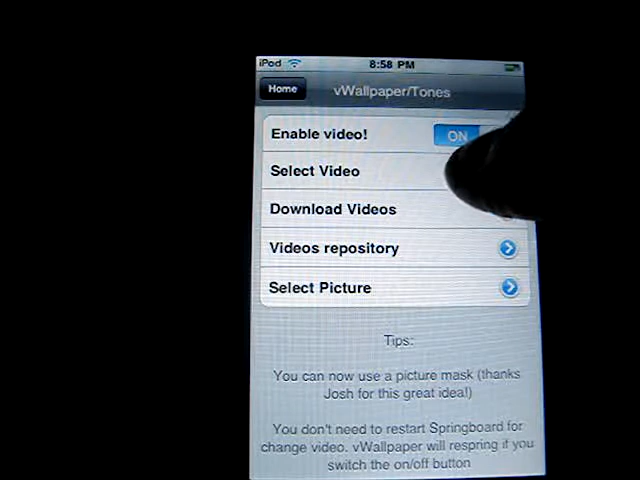 iPod 8:58 PM
Home vWallpaper/Tones
Enable video! ON
Select Video
Download Videos
Videos repository
Select Picture
Tips:
You can now use a picture mask (thanks
Josh for this great idea!)
You don't need to restart Springboard for
change video. vWallpaper will respring if you
switch the on/off button